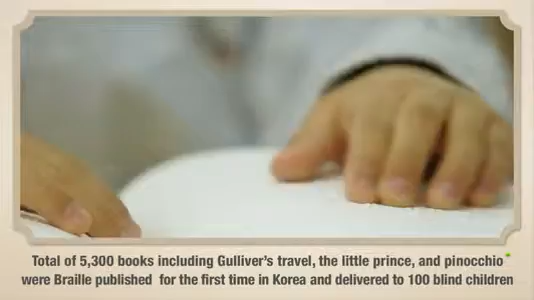 Total of 5,300 books including Gulliver's travel, the little prince, and pinocchio
were Braille published for the first time in Korea and delivered to 100 blind children